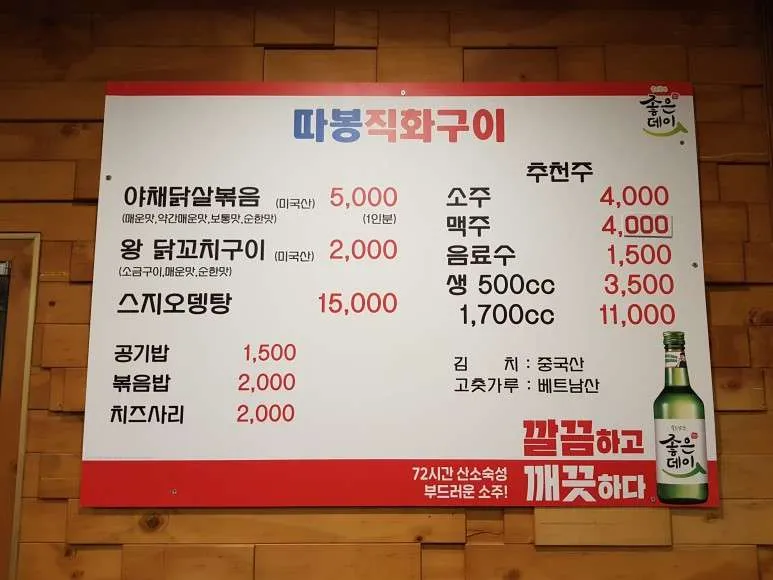 따봉직화구이
좋은
데이
야채닭살볶음 (미국산) 5,000
(매운맛,약간매운맛,보통맛,순한맛) (1인분)
왕 닭꼬치구이 (미국산) 2,000
(소금구이,매운맛,순한맛)
스지오뎅탕 15,000
공기밥 1,500
볶음밥 2,000
치즈사리 2,000
추천주
소주 4,000
맥주 4,000
음료수 1,500
생 500cc 3,500
1,700cc 11,000
김 치 : 중국산
고춧가루 : 베트남산
깔끔하고
깨끗하다
72시간 산소숙성
부드러운 소주!
좋은
데이